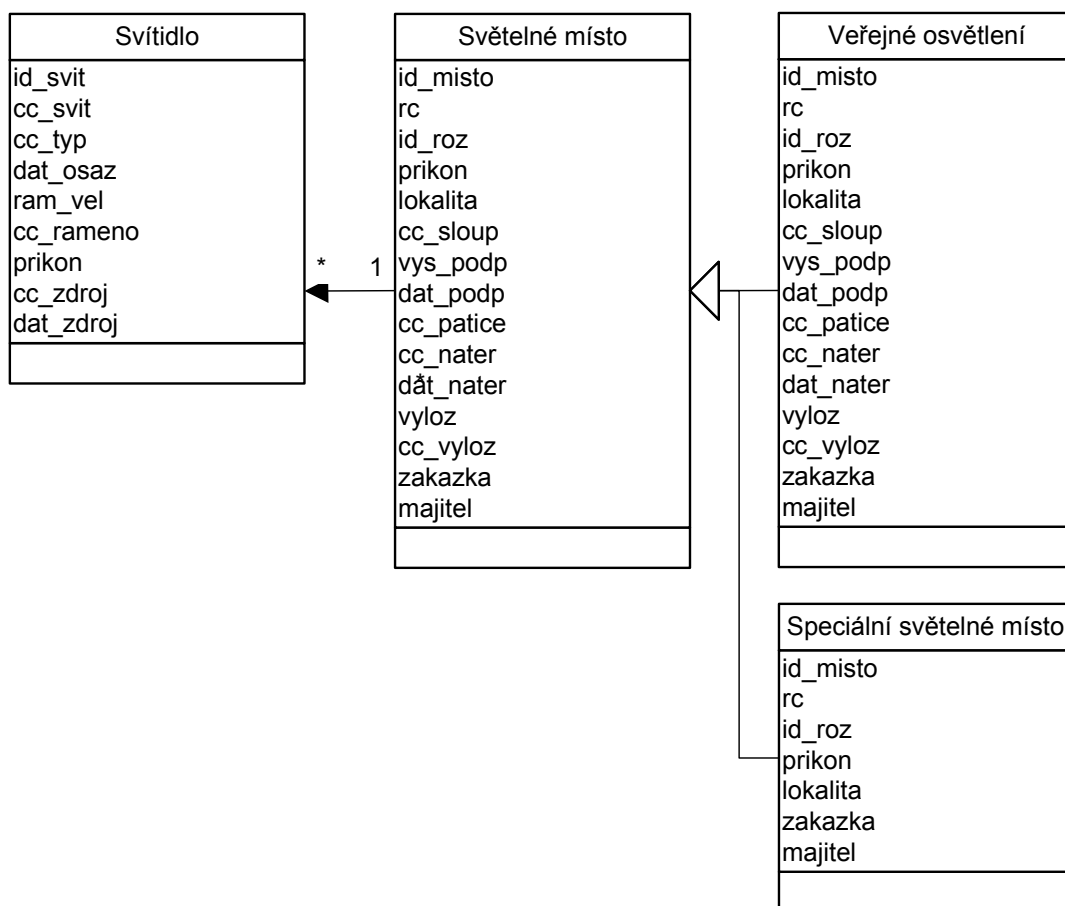 Svítidlo
id_svit
cc_svit
cc_typ
dat_osaz
ram_vel
cc_rameno
prikon
cc_zdroj
dat_zdroj
*
1
Světelné místo
id_misto
rc
id_roz
prikon
lokalita
cc_sloup
vys_podp
dat_podp
cc_patice
cc_nater
dat_nater
*
vyloz
cc_vyloz
zakazka
majitel
Veřejné osvětlení
id_misto
rc
id_roz
prikon
lokalita
cc_sloup
vys_podp
dat_podp
cc_patice
cc_nater
dat_nater
vyloz
cc_vyloz
zakazka
majitel
Speciální světelné místo
id_misto
rc
id_roz
prikon
lokalita
zakazka
majitel